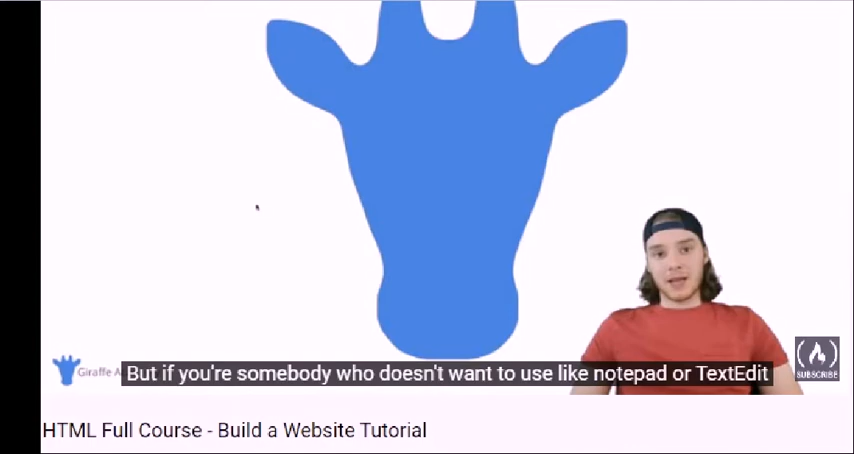 Giraffe A
But if you're somebody who doesn't want to use like notepad or TextEdit
SUBSCRIBE
HTML Full Course - Build a Website Tutorial